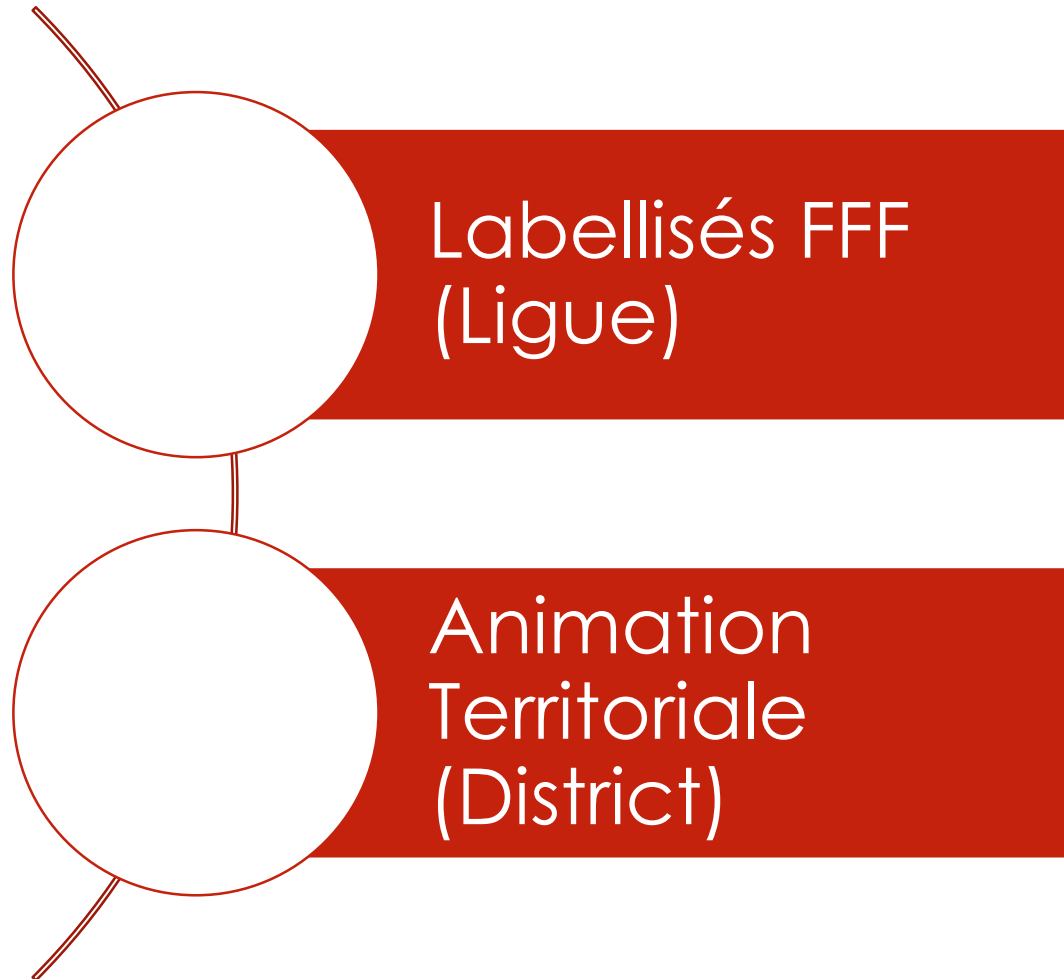 Labellisés FFF
(Ligue)
Animation
Territoriale
(District)